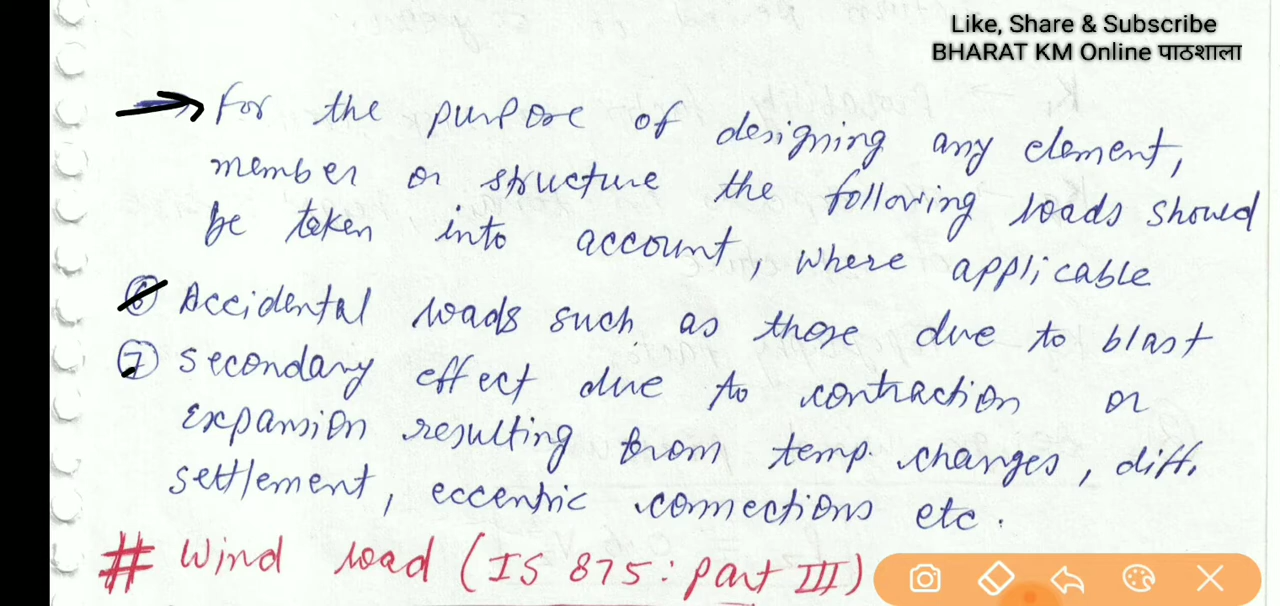 Like, Share & Subscribe
BHARAT KM Online पाठशाला
→ For the purpose of designing any element,
member or structure the following loads should
be taken into account, where applicable
⑥ Accidental loads such as those due to blast
⑦ secondary effect due to contraction or
expansion resulting from temp. changes, diff.
settlement, eccentric connections etc.
# Wind load (IS 875: part III)